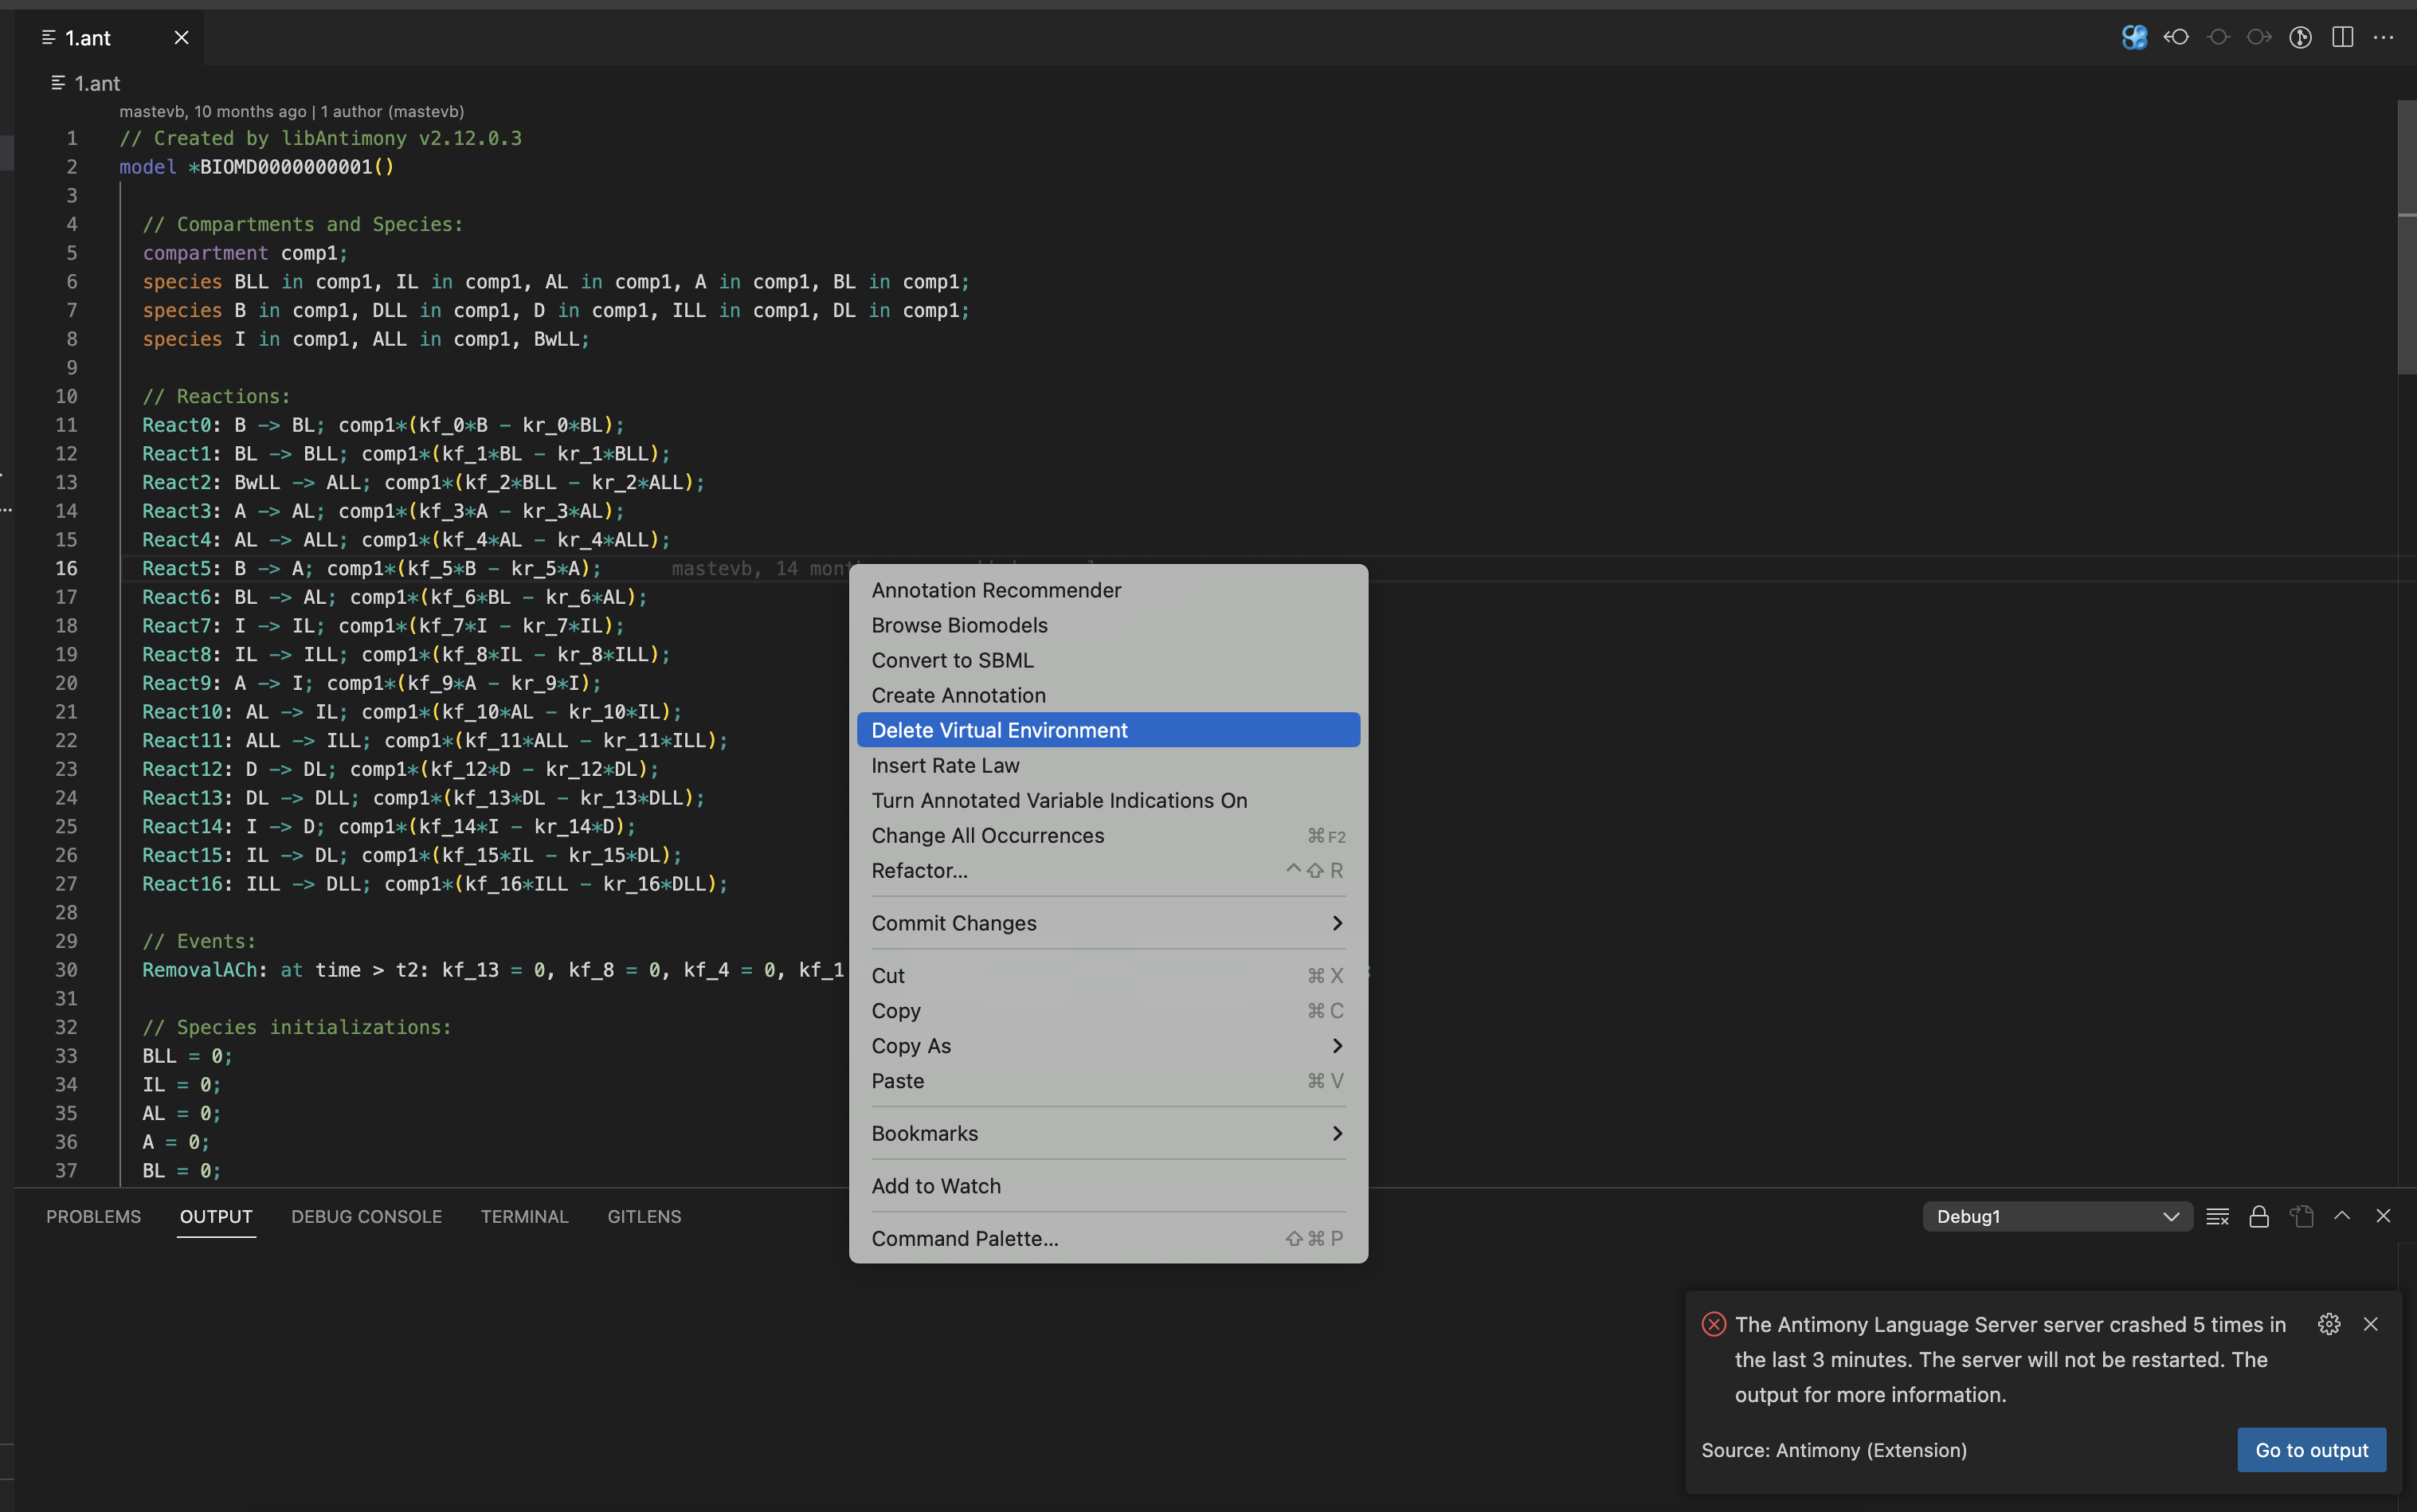 1.ant
1.ant
mastevb, 10 months ago | 1 author (mastevb)
1 // Created by libAntimony v2.12.0.3
2 model *BIOMD0000000001()
3
4 // Compartments and Species:
5 compartment comp1;
6 species BLL in comp1, IL in comp1, AL in comp1, A in comp1, BL in comp1;
7 species B in comp1, DLL in comp1, D in comp1, ILL in comp1, DL in comp1;
8 species I in comp1, ALL in comp1, BwLL;
9
10 // Reactions:
11 React0: B -> BL; comp1*(kf_0*B - kr_0*BL);
12 React1: BL -> BLL; comp1*(kf_1*BL - kr_1*BLL);
13 React2: BwLL -> ALL; comp1*(kf_2*BLL - kr_2*ALL);
14 React3: A -> AL; comp1*(kf_3*A - kr_3*AL);
15 React4: AL -> ALL; comp1*(kf_4*AL - kr_4*ALL);
16 React5: B -> A; comp1*(kf_5*B - kr_5*A); mastevb, 14
17 React6: BL -> AL; comp1*(kf_6*BL - kr_6*AL);
18 React7: I -> IL; comp1*(kf_7*I - kr_7*IL);
19 React8: IL -> ILL; comp1*(kf_8*IL - kr_8*ILL);
20 React9: A -> I; comp1*(kf_9*A - kr_9*I);
21 React10: AL -> IL; comp1*(kf_10*AL - kr_10*IL);
22 React11: ALL -> ILL; comp1*(kf_11*ALL - kr_11*ILL);
23 React12: D -> DL; comp1*(kf_12*D - kr_12*DL);
24 React13: DL -> DLL; comp1*(kf_13*DL - kr_13*DLL);
25 React14: I -> D; comp1*(kf_14*I - kr_14*D);
26 React15: IL -> DL; comp1*(kf_15*IL - kr_15*DL);
27 React16: ILL -> DLL; comp1*(kf_16*ILL - kr_16*DLL);
28
29 // Events:
30 RemovalACh: at time > t2: kf_13 = 0, kf_8 = 0, kf_4 = 0, kf_1
31
32 // Species initializations:
33 BLL = 0;
34 IL = 0;
35 AL = 0;
36 A = 0;
37 BL = 0;
Annotation Recommender
Browse Biomodels
Convert to SBML
Create Annotation
Delete Virtual Environment
Insert Rate Law
Turn Annotated Variable Indications On
Change All Occurrences ⌘F2
Refactor... ^⇧R
Commit Changes
Cut ⌘X
Copy ⌘C
Copy As
Paste ⌘V
Bookmarks
Add to Watch
Command Palette... ⇧⌘P
PROBLEMS OUTPUT DEBUG CONSOLE TERMINAL GITLENS Debug1
The Antimony Language Server server crashed 5 times in
the last 3 minutes. The server will not be restarted. The
output for more information.
Source: Antimony (Extension) Go to output